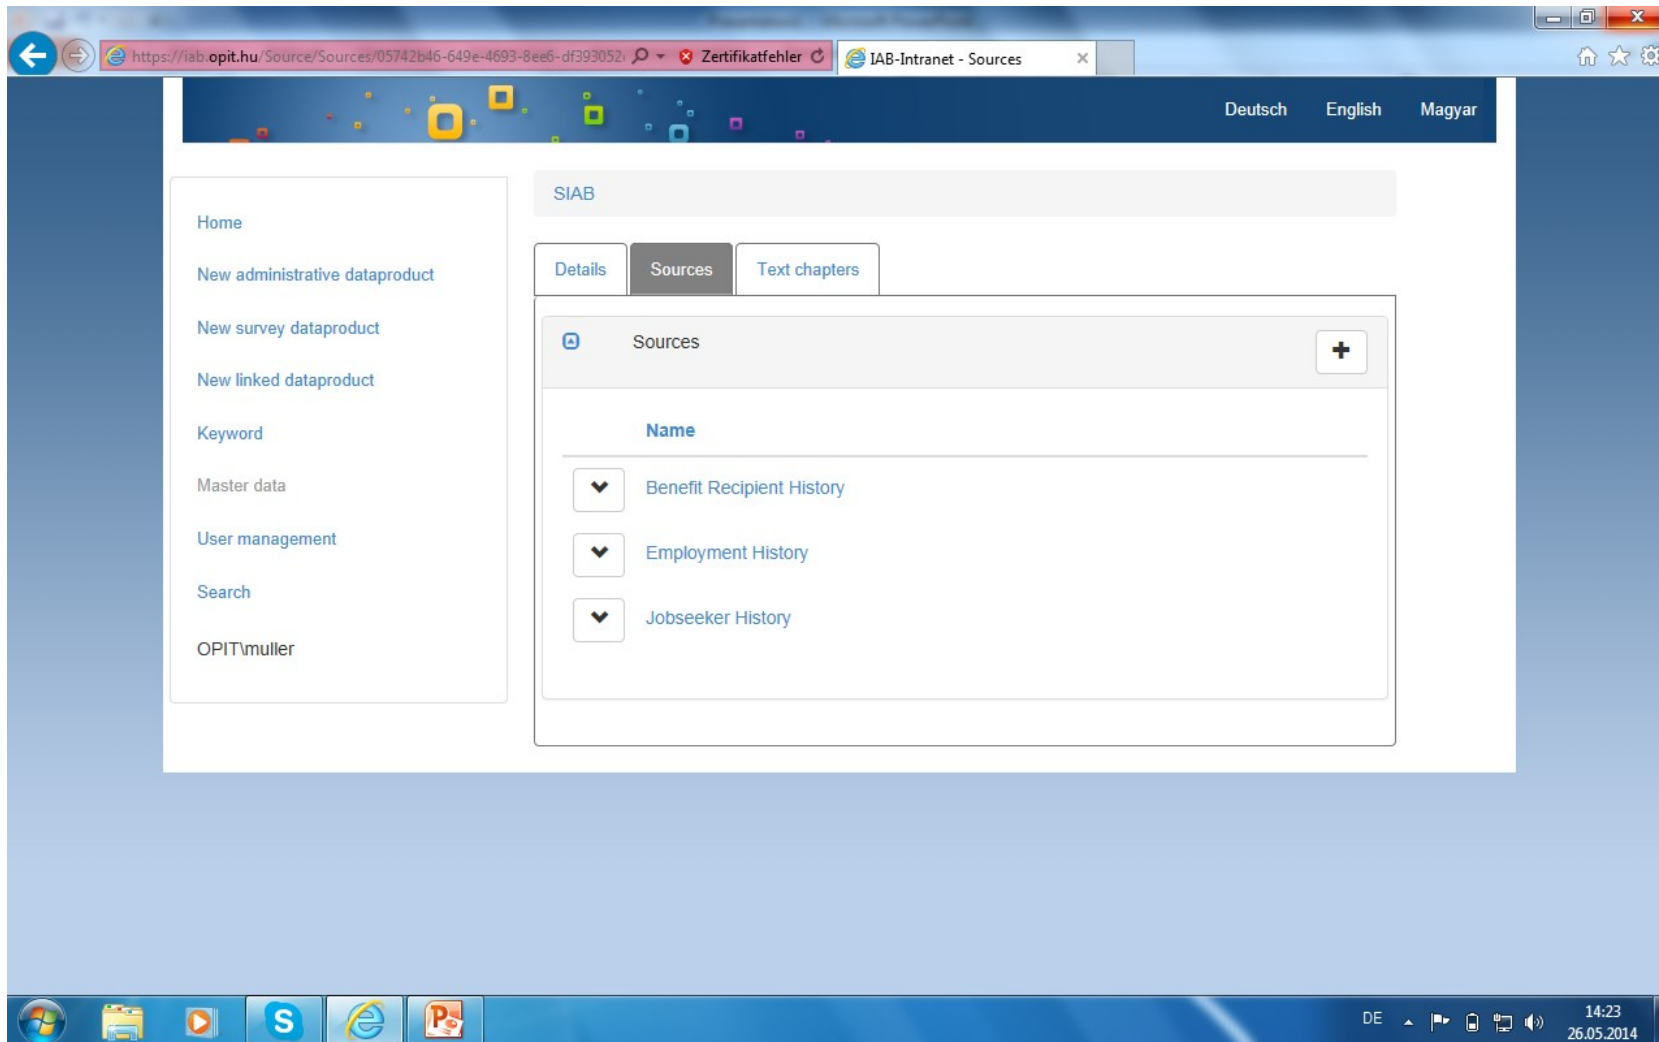 https://iab.opit.hu/Source/Sources/05742b46-649e-4693-8ee6-df393052
Zertifikatfehler
IAB-Intranet - Sources
Deutsch English Magyar
SIAB
Home
New administrative dataproduct
New survey dataproduct
New linked dataproduct
Keyword
Master data
User management
Search
OPIT\muller
Details Sources Text chapters
Sources
Name
Benefit Recipient History
Employment History
Jobseeker History
DE
14:23
26.05.2014